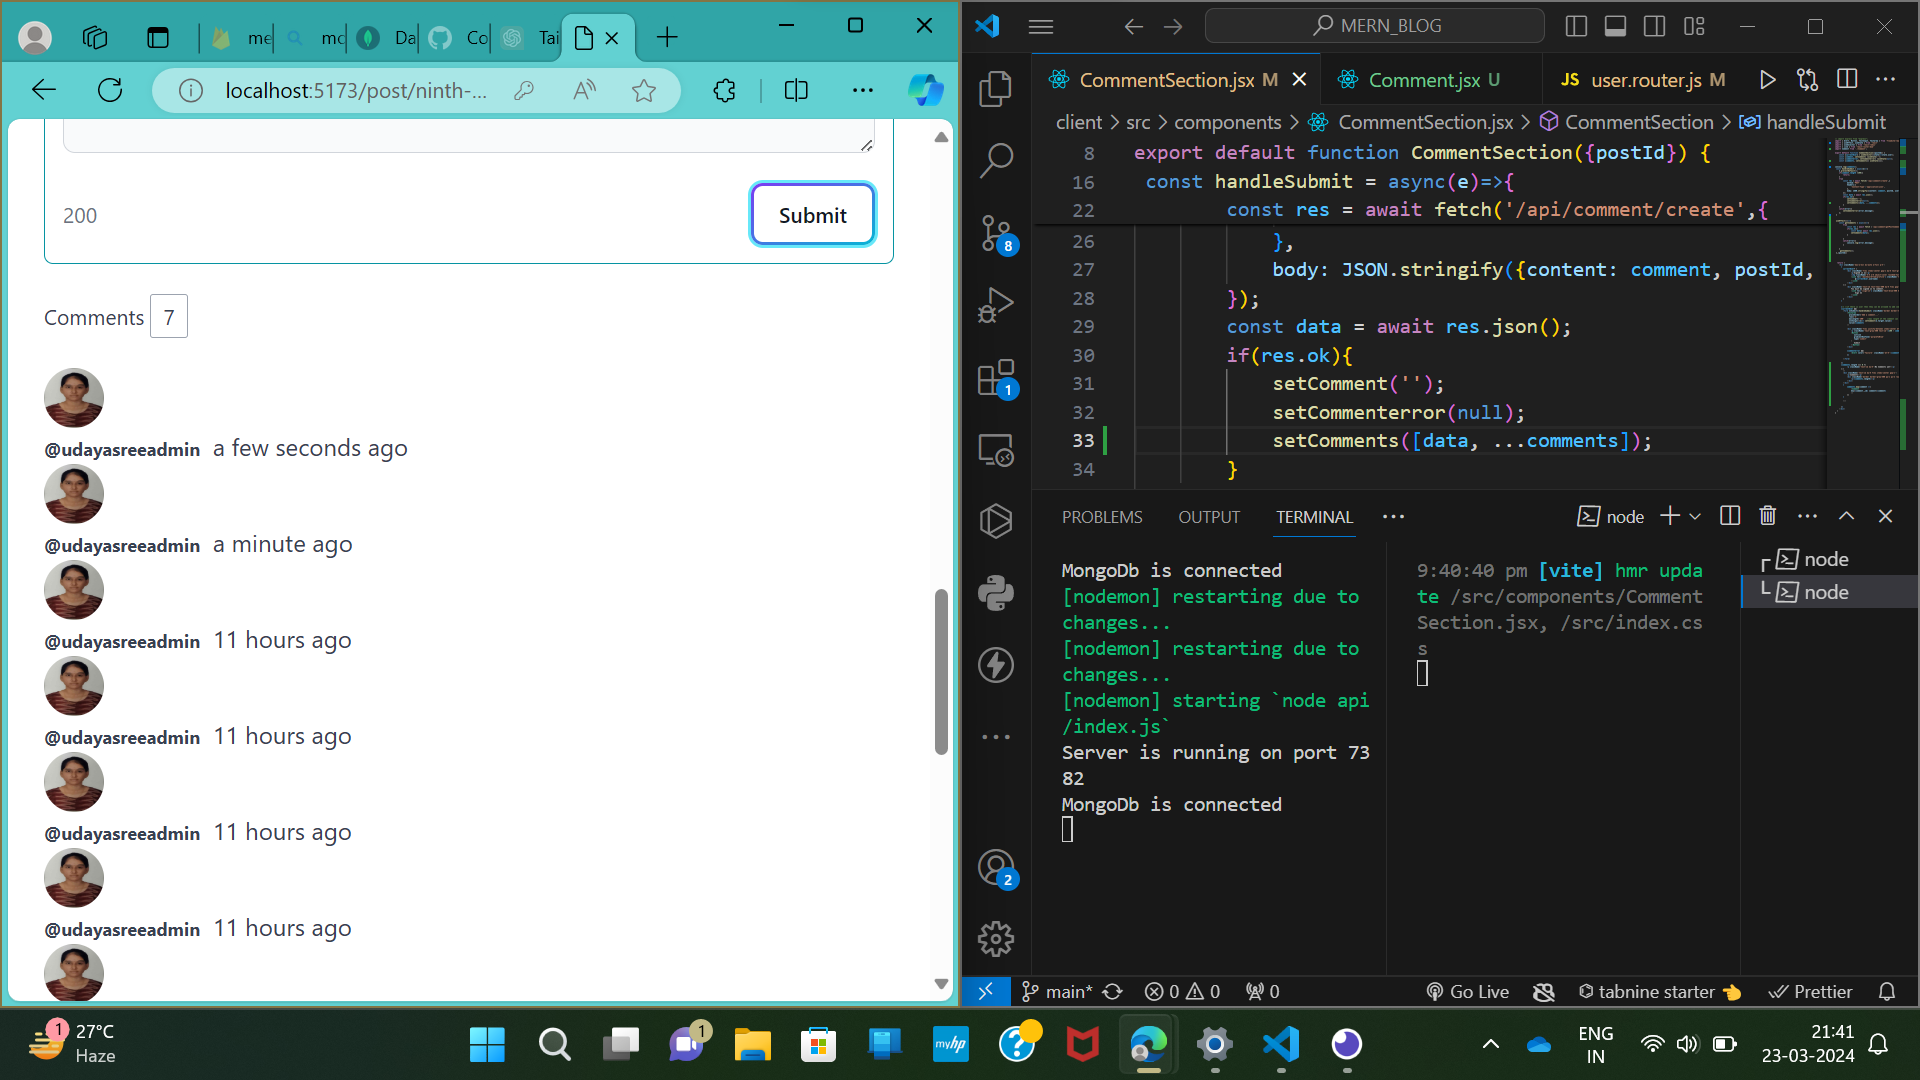 me
mc
Da
Co
Tai
localhost:5173/post/ninth-...
200
Submit
Comments 7
@udayasreeadmin a few seconds ago
@udayasreeadmin a minute ago
@udayasreeadmin 11 hours ago
@udayasreeadmin 11 hours ago
@udayasreeadmin 11 hours ago
@udayasreeadmin 11 hours ago
MERN_BLOG
CommentSection.jsx M
Comment.jsx U
JS user.router.js M
client > src > components > CommentSection.jsx > CommentSection > handleSubmit
8 export default function CommentSection({postId}) {
16 const handleSubmit = async(e)=>{
22 const res = await fetch('/api/comment/create',{
26 },
27 body: JSON.stringify({content: comment, postId,
28 });
29 const data = await res.json();
30 if(res.ok){
31 setComment('');
32 setCommenterror(null);
33 setComments([data, ...comments]);
34 }
8
1
2
PROBLEMS OUTPUT TERMINAL ... node
MongoDb is connected
[nodemon] restarting due to
changes...
[nodemon] restarting due to
changes...
[nodemon] starting `node api
/index.js`
Server is running on port 73
82
MongoDb is connected
9:40:40 pm [vite] hmr upda
te /src/components/Comment
Section.jsx, /src/index.cs
s
node
node
main* 0 0 0 Go Live tabnine starter Prettier
1
27°C
Haze
1
myhp
ENG
IN
21:41
23-03-2024